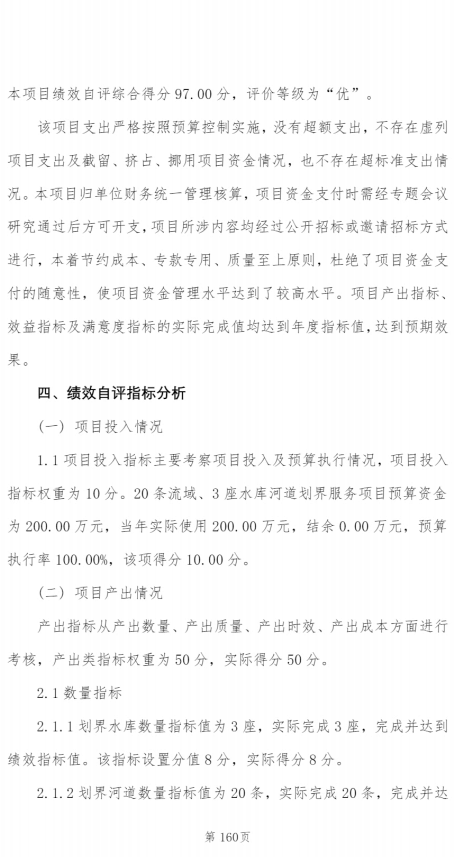 本项目绩效自评综合得分 97.00 分，评价等级为“优”。
该项目支出严格按照预算控制实施，没有超额支出，不存在虚列
项目支出及截留、挤占、挪用项目资金情况，也不存在超标准支出情
况。本项目归单位财务统一管理核算，项目资金支付时需经专题会议
研究通过后方可开支，项目所涉内容均经过公开招标或邀请招标方式
进行，本着节约成本、专款专用、质量至上原则，杜绝了项目资金支
付的随意性，使项目资金管理水平达到了较高水平。项目产出指标、
效益指标及满意度指标的实际完成值均达到年度指标值，达到预期效
果。
四、绩效自评指标分析
（一）项目投入情况
1.1 项目投入指标主要考察项目投入及预算执行情况，项目投入
指标权重为 10 分。20 条流域、3 座水库河道划界服务项目预算资金
为 200.00 万元，当年实际使用 200.00 万元，结余 0.00 万元，预算
执行率 100.00%，该项得分 10.00 分。
（二）项目产出情况
产出指标从产出数量、产出质量、产出时效、产出成本方面进行
考核，产出类指标权重为 50 分，实际得分 50 分。
2.1 数量指标
2.1.1 划界水库数量指标值为 3 座，实际完成 3 座，完成并达到
绩效指标值。该指标设置分值 8 分，实际得分 8 分。
2.1.2 划界河道数量指标值为 20 条，实际完成 20 条，完成并达
第 160页